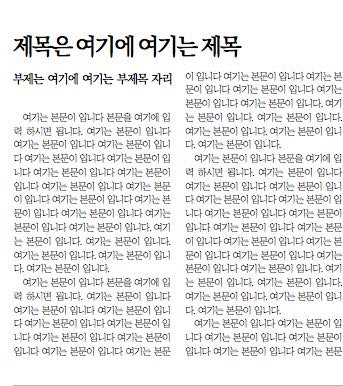 제목은 여기에 여기는 제목
부제는 여기에 여기는 부제목 자리
여기는 본문이 입니다 본문을 여기에 입
력 하시면 됩니다. 여기는 본문이 입니다
여기는 본문이 입니다 여기는 본문이 입니
다 여기는 본문이 입니다 여기는 본문이 입
니다 여기는 본문이 입니다 여기는 본문이
입니다 여기는 본문이 입니다 여기는 본문
이 입니다 여기는 본문이 입니다 여기는 본
문이 입니다 여기는 본문이 입니다 여기는
본문이 입니다 여기는 본문이 입니다. 여기
는 본문이 입니다. 여기는 본문이 입니다.
여기는 본문이 입니다. 여기는 본문이 입니
다. 여기는 본문이 입니다.
여기는 본문이 입니다 본문을 여기에 입
력 하시면 됩니다. 여기는 본문이 입니다
여기는 본문이 입니다 여기는 본문이 입니
다 여기는 본문이 입니다 여기는 본문이 입
니다 여기는 본문이 입니다 여기는 본문이
입니다 여기는 본문이 입니다 여기는 본문
이 입니다 여기는 본문이 입니다 여기는 본
문이 입니다 여기는 본문이 입니다 여기는
본문이 입니다 여기는 본문이 입니다. 여기
는 본문이 입니다. 여기는 본문이 입니다.
여기는 본문이 입니다. 여기는 본문이 입니
다. 여기는 본문이 입니다.
여기는 본문이 입니다 본문을 여기에 입
력 하시면 됩니다. 여기는 본문이 입니다
여기는 본문이 입니다 여기는 본문이 입니
다 여기는 본문이 입니다 여기는 본문이 입
니다 여기는 본문이 입니다 여기는 본문이
입니다 여기는 본문이 입니다 여기는 본문
이 입니다 여기는 본문이 입니다 여기는 본
문이 입니다 여기는 본문이 입니다 여기는
본문이 입니다 여기는 본문이 입니다. 여기
는 본문이 입니다. 여기는 본문이 입니다.
여기는 본문이 입니다. 여기는 본문이 입니
다.
여기는 본문이 입니다 여기는 본문이 입
니다 여기는 본문이 입니다 여기는 본문이
입니다 여기는 본문이 입니다 여기는 본문